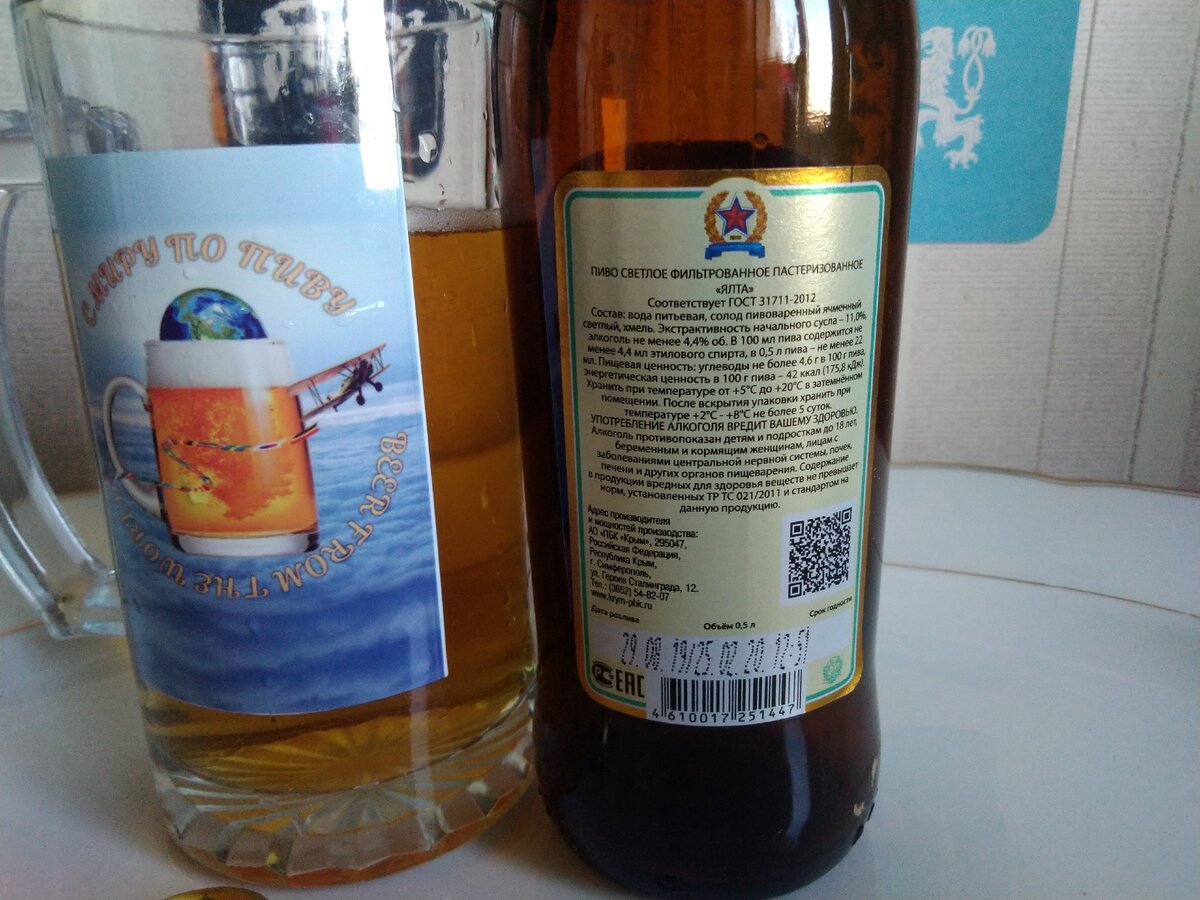 С МИРУ ПО ПИВУ
BEER FROM THE WORLD
ПИВО СВЕТЛОЕ ФИЛЬТРОВАННОЕ ПАСТЕРИЗОВАННОЕ
«ЯЛТА»
Соответствует ГОСТ 31711-2012
Состав: вода питьевая, солод пивоваренный ячменный
светлый, хмель. Экстрактивность начального сусла – 11,0%,
алкоголь не менее 4,4% об. В 100 мл пива содержится не
менее 4,4 мл этилового спирта, в 0,5 л пива – не менее 22
мл. Пищевая ценность: углеводы не более 4,6 г в 100 г пива,
энергетическая ценность в 100 г пива – 42 ккал (175,8 кДж).
Хранить при температуре от +5°С до +20°С в затемнённом
помещении. После вскрытия упаковки хранить при
температуре +2°С - +8°С не более 5 суток.
УПОТРЕБЛЕНИЕ АЛКОГОЛЯ ВРЕДИТ ВАШЕМУ ЗДОРОВЬЮ.
Алкоголь противопоказан детям и подросткам до 18 лет,
беременным и кормящим женщинам, лицам с
заболеваниями центральной нервной системы, почек,
печени и других органов пищеварения. Содержание
в продукции вредных для здоровья веществ не превышает
норм, установленных ТР ТС 021/2011 и стандартом на
данную продукцию.
Адрес производителя
и мощностей производства:
АО «ПБК «Крым», 295047,
Российская Федерация,
Республика Крым,
г. Симферополь,
ул. Героев Сталинграда, 12.
Тел.: (3652) 54-82-07
www.krym-pbk.ru
Дата розлива
Объём 0,5 л
Срок годности
29.08.19/25.02.20.12:51
EAC
4 610017 251447